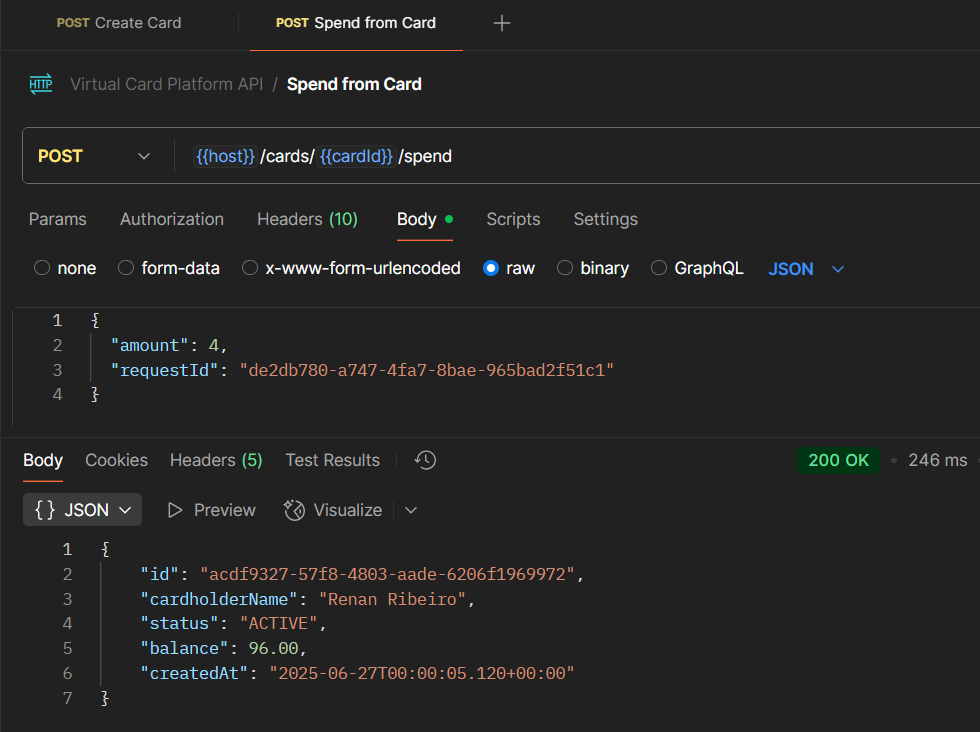 POST Create Card POST Spend from Card
HTTP Virtual Card Platform API / Spend from Card
POST {{host}} /cards/ {{cardId}} /spend
Params Authorization Headers (10) Body Scripts Settings
none form-data x-www-form-urlencoded raw binary GraphQL JSON
1 {
2 "amount": 4,
3 "requestId": "de2db780-a747-4fa7-8bae-965bad2f51c1"
4 }
Body Cookies Headers (5) Test Results 200 OK 246 ms
{ } JSON Preview Visualize
1 {
2 "id": "acdf9327-57f8-4803-aade-6206f1969972",
3 "cardholderName": "Renan Ribeiro",
4 "status": "ACTIVE",
5 "balance": 96.00,
6 "createdAt": "2025-06-27T00:00:05.120+00:00"
7 }